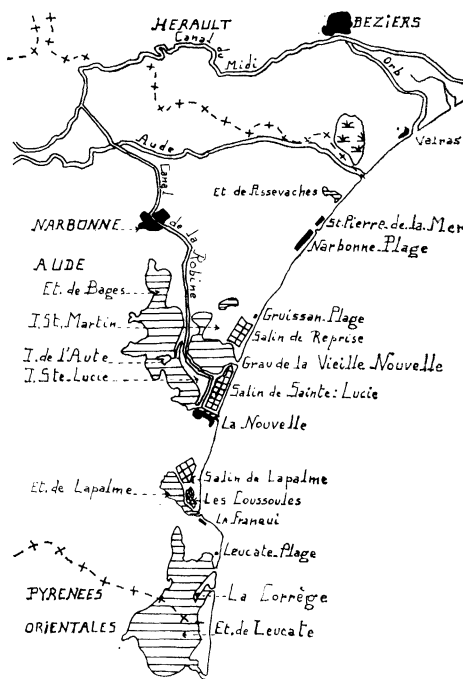 HERAULT
BEZIERS
Canal du Midi
Orb
Valras
Aude
Canal de la Robine
Et de Pissevaches
St. Pierre-de-la Mer
Narbonne Plage
NARBONNE
AUDE
Et. de Bages
Gruissan Plage
I. St. Martin
Salin de Reprise
I. de l'Aute
Grau de la Vieille Nouvelle
I. Ste Lucie
Salin de Sainte-Lucie
La Nouvelle
Salin de Lapalme
Et. de Lapalme
Les Coussoules
La Franqui
Leucate Plage
PYRENEES
ORIENTALES
La Corrège
Et. de Leucate